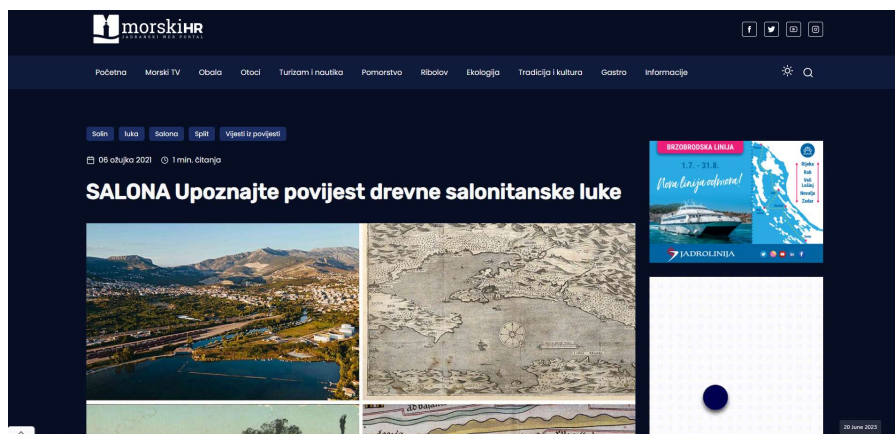 morskiHR
JADRANSKI WEB PORTAL
Početna Morski TV Obala Otoci Turizam i nautika Pomorstvo Ribolov Ekologija Tradicija i kultura Gastro Informacije
Solin luka Salona Split Vijesti iz povijesti
06 ožujka 2021 1 min. čitanja
SALONA Upoznajte povijest drevne salonitanske luke
BRZOBRODSKA LINIJA
1.7. - 31.8.
Nova linija odmora!
Rijeka
Rab
Veli
Lošinj
Novalja
Zadar
JADROLINIJA
20 June 2023